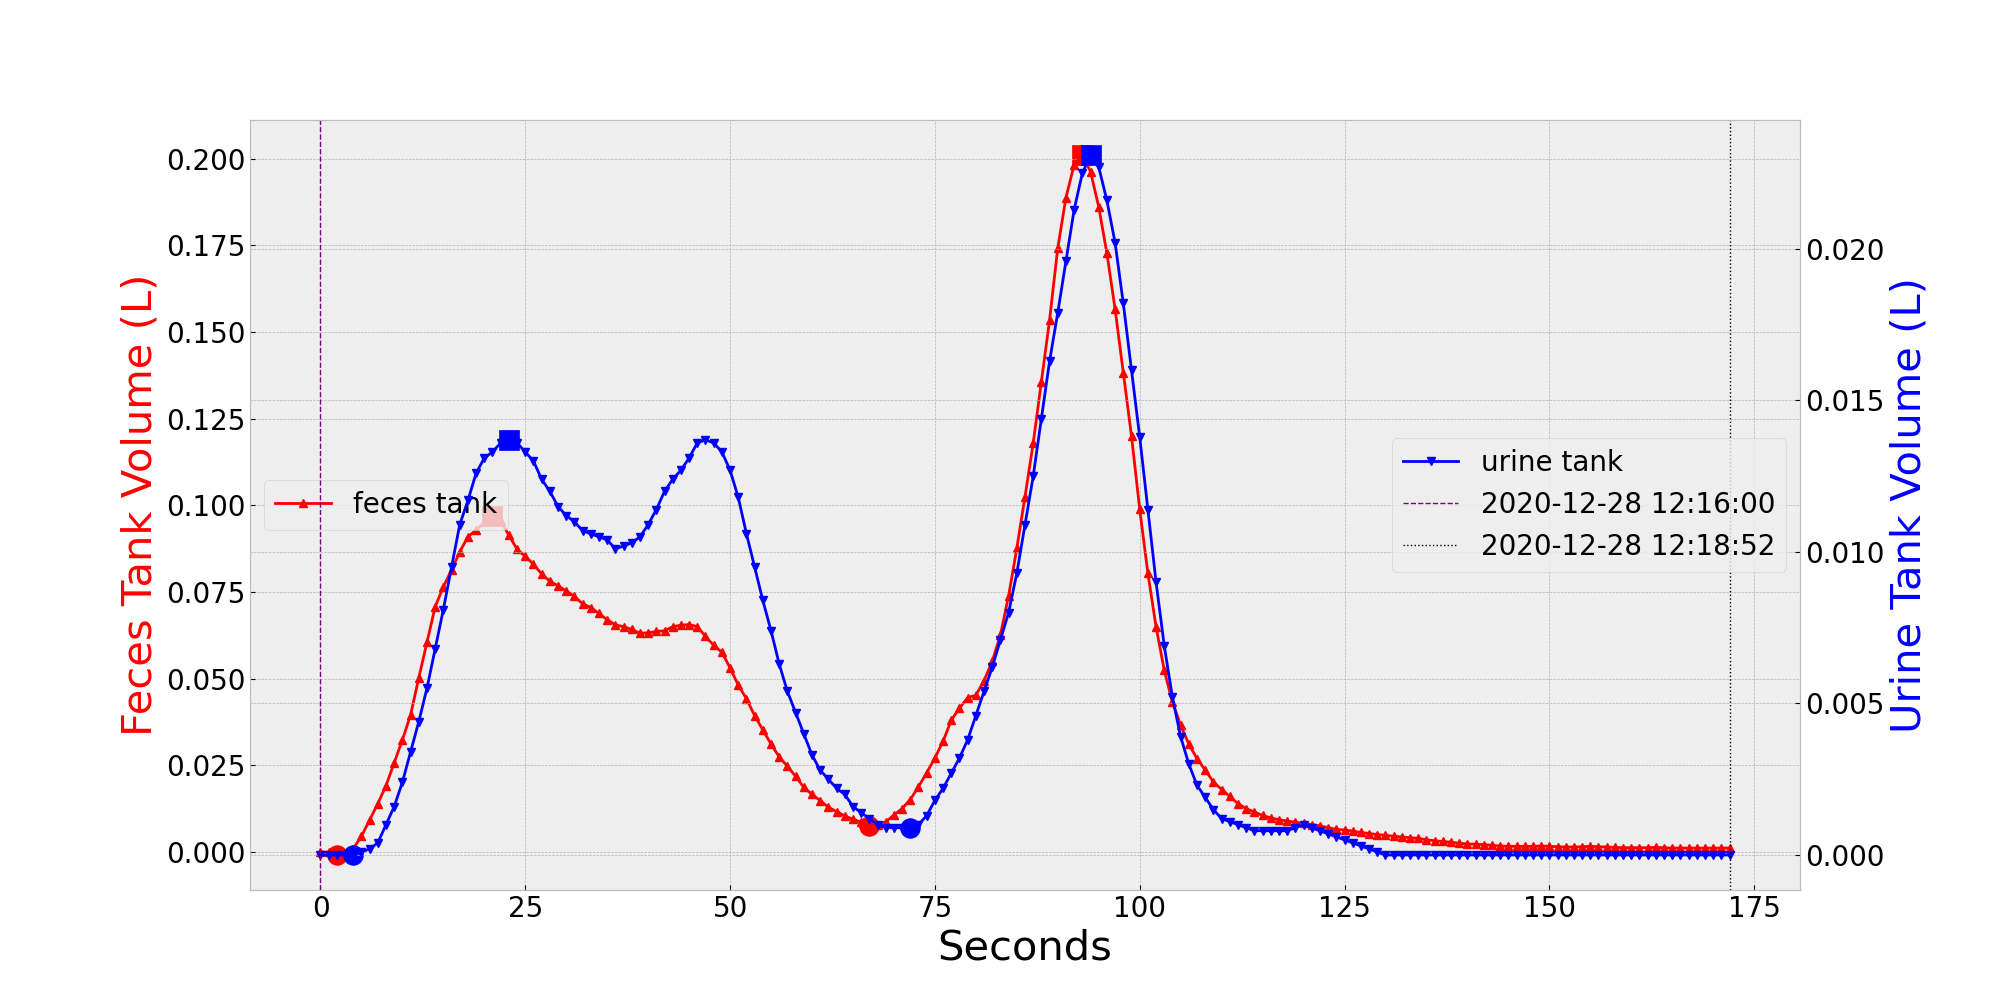 Feces Tank Volume (L)
0.200
0.175
0.150
0.125
0.100
0.075
0.050
0.025
0.000
feces tank
urine tank
2020-12-28 12:16:00
2020-12-28 12:18:52
0.020
0.015
0.010
0.005
0.000
Urine Tank Volume (L)
0 25 50 75 100 125 150 175
Seconds